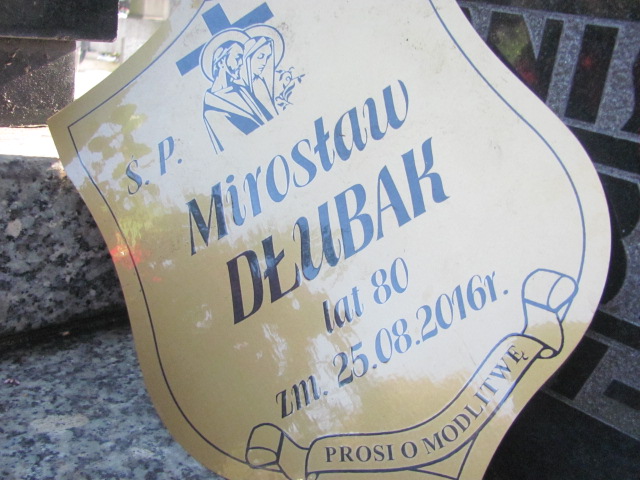 Ś. P.
Mirosław
DŁUBAK
lat 80
zm. 25.08.2016r.
PROSI O MODLITWĘ